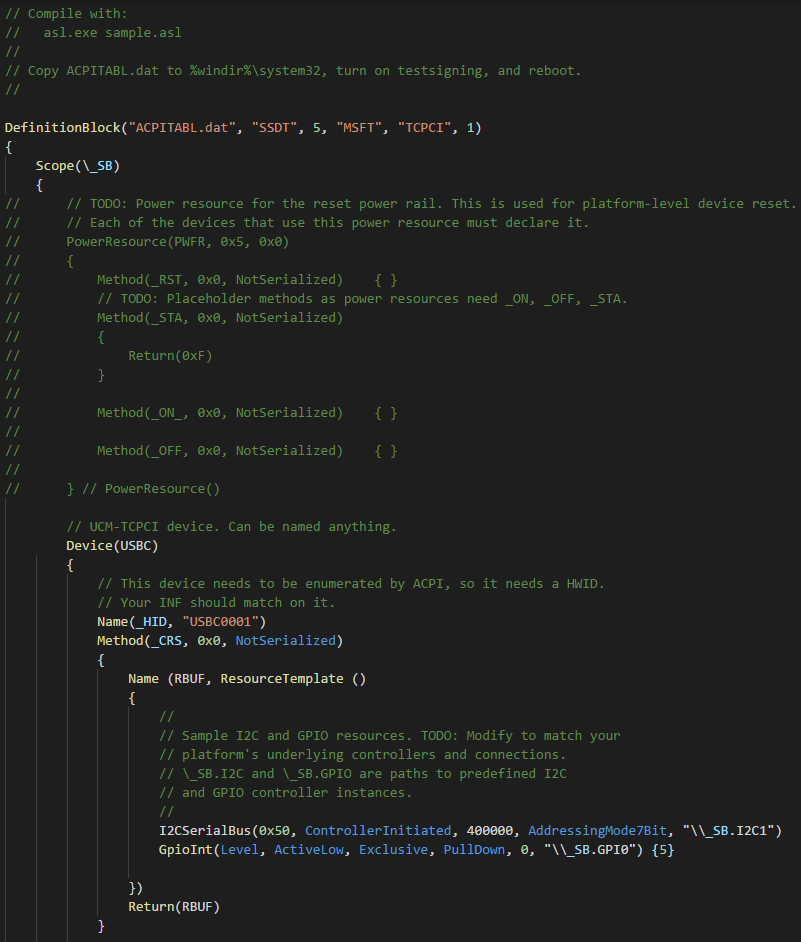 // Compile with:
//   asl.exe sample.asl
//
// Copy ACPITABL.dat to %windir%\system32, turn on testsigning, and reboot.
//
DefinitionBlock("ACPITABL.dat", "SSDT", 5, "MSFT", "TCPCI", 1)
{
    Scope(\_SB)
    {
//      // TODO: Power resource for the reset power rail. This is used for platform-level device reset.
//      // Each of the devices that use this power resource must declare it.
//      PowerResource(PWFR, 0x5, 0x0)
//      {
//          Method(_RST, 0x0, NotSerialized)    { }
//          // TODO: Placeholder methods as power resources need _ON, _OFF, _STA.
//          Method(_STA, 0x0, NotSerialized)
//          {
//              Return(0xF)
//          }
//
//          Method(_ON_, 0x0, NotSerialized)    { }
//
//          Method(_OFF, 0x0, NotSerialized)    { }
//
//      } // PowerResource()
        // UCM-TCPCI device. Can be named anything.
        Device(USBC)
        {
            // This device needs to be enumerated by ACPI, so it needs a HWID.
            // Your INF should match on it.
            Name(_HID, "USBC0001")
            Method(_CRS, 0x0, NotSerialized)
            {
                Name (RBUF, ResourceTemplate ()
                {
                    //
                    // Sample I2C and GPIO resources. TODO: Modify to match your
                    // platform's underlying controllers and connections.
                    // \_SB.I2C and \_SB.GPIO are paths to predefined I2C
                    // and GPIO controller instances.
                    //
                    I2CSerialBus(0x50, ControllerInitiated, 400000, AddressingMode7Bit, "\\_SB.I2C1")
                    GpioInt(Level, ActiveLow, Exclusive, PullDown, 0, "\\_SB.GPI0") {5}
                })
                Return(RBUF)
            }